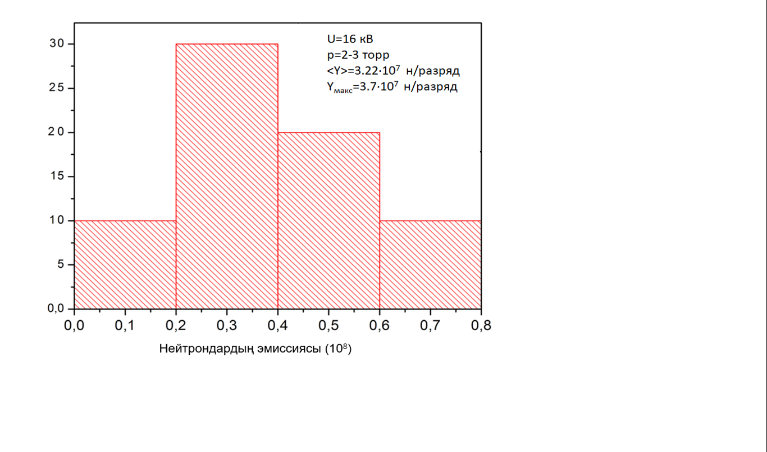 U=16 кВ
p=2-3 торр
<Y>=3.22·10⁷ н/разряд
Yмакс=3.7·10⁷ н/разряд
30
25
20
15
10
5
0,0
0,0 0,1 0,2 0,3 0,4 0,5 0,6 0,7 0,8
Нейтрондардың эмиссиясы (10⁸)